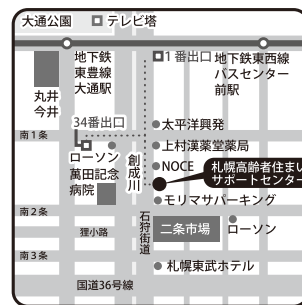 大通公園
テレビ塔
丸井
今井
地下鉄
東豊線
大通駅
1番出口
地下鉄東西線
バスセンター
前駅
34番出口
太平洋興発
南1条
上村漢薬堂薬局
ローソン
萬田記念
病院
創成川
NOCE
札幌高齢者住まい
サポートセンター
モリマサパーキング
南2条
狸小路
石狩街道
二条市場
ローソン
南3条
札幌東武ホテル
国道36号線